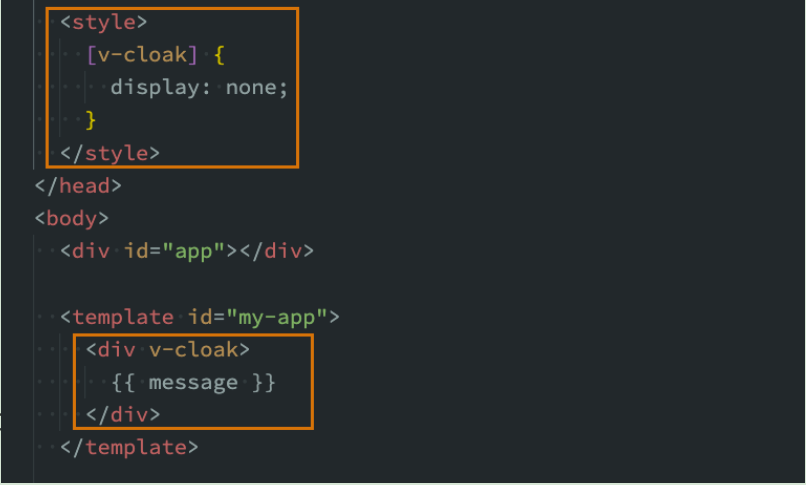 <style>
[v-cloak] {
display: none;
}
</style>
</head>
<body>
<div id="app"></div>
<template id="my-app">
<div v-cloak>
{{ message }}
</div>
</template>